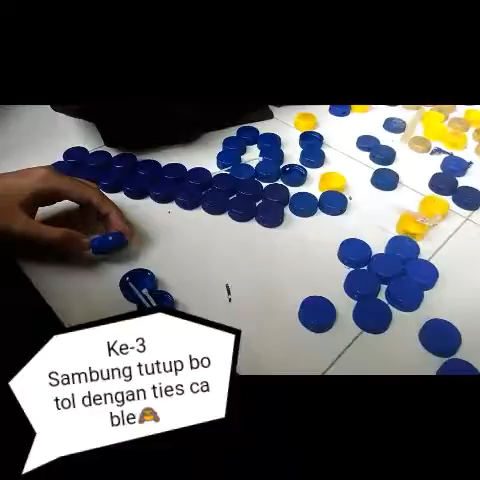 Ke-3
Sambung tutup bo
tol dengan ties ca
ble🙈